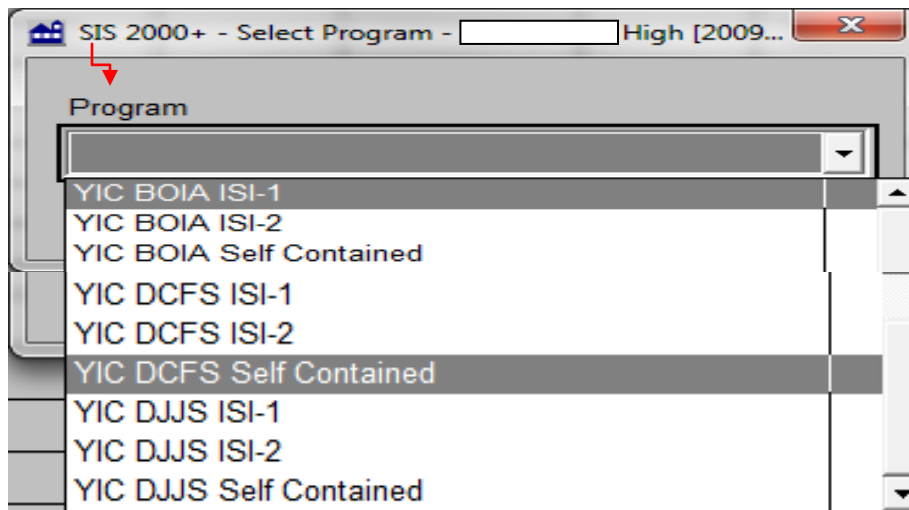 SIS 2000+ - Select Program - High [2009...
Program
YIC BOIA ISI-1
YIC BOIA ISI-2
YIC BOIA Self Contained
YIC DCFS ISI-1
YIC DCFS ISI-2
YIC DCFS Self Contained
YIC DJJS ISI-1
YIC DJJS ISI-2
YIC DJJS Self Contained